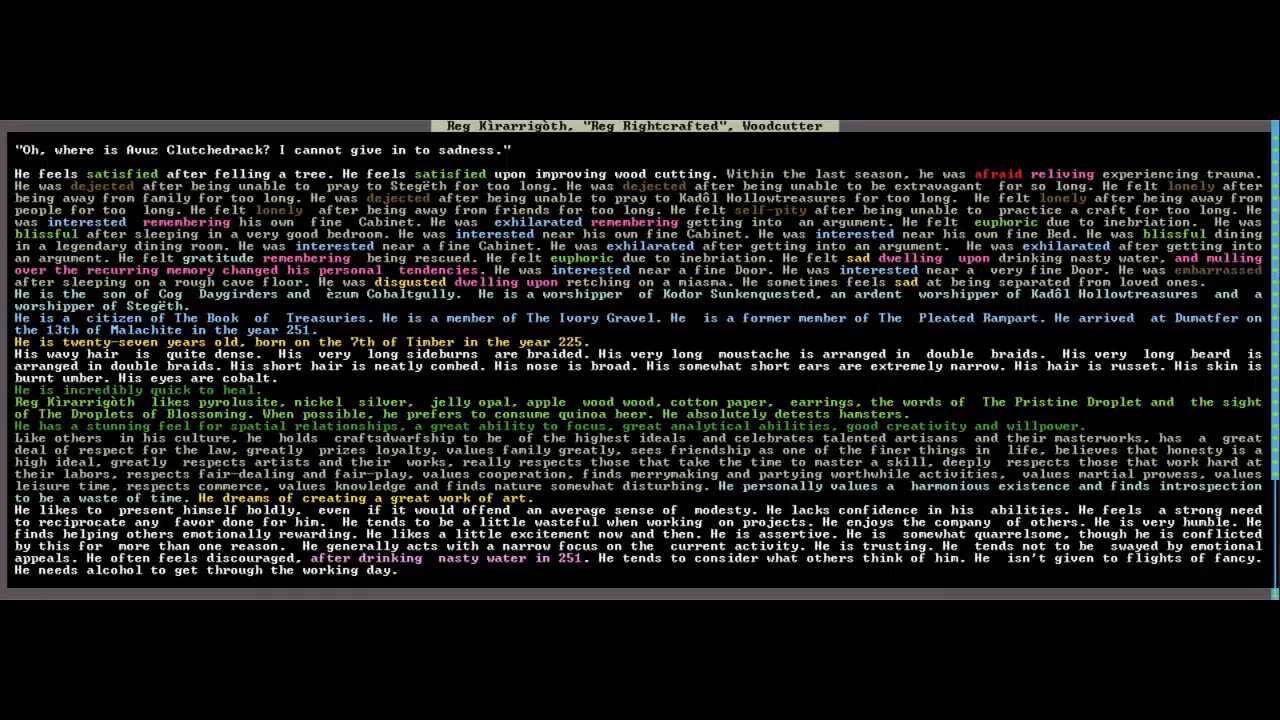 Reg Kìrarrigòth, "Reg Rightcrafted", Woodcutter
"Oh, where is Avuz Clutchedrack? I cannot give in to sadness."
He feels satisfied after felling a tree. He feels satisfied upon improving wood cutting. Within the last season, he was afraid reliving experiencing trauma.
He was dejected after being unable to pray to Stegëth for too long. He was dejected after being unable to be extravagant for so long. He felt lonely after
being away from family for too long. He was dejected after being unable to pray to Kadôl Hollowtreasures for too long. He felt lonely after being away from
people for too long. He felt lonely after being away from friends for too long. He felt self-pity after being unable to practice a craft for too long. He
was interested remembering his own fine Cabinet. He was exhilarated remembering getting into an argument. He felt euphoric due to inebriation. He was
blissful after sleeping in a very good bedroom. He was interested near his own fine Cabinet. He was interested near his own fine Bed. He was blissful dining
in a legendary dining room. He was interested near a fine Cabinet. He was exhilarated after getting into an argument. He was exhilarated after getting into
an argument. He felt gratitude remembering being rescued. He felt euphoric due to inebriation. He felt sad dwelling upon drinking nasty water, and mulling
over the recurring memory changed his personal tendencies. He was interested near a fine Door. He was interested near a very fine Door. He was embarrassed
after sleeping on a rough cave floor. He was disgusted dwelling upon retching on a miasma. He sometimes feels sad at being separated from loved ones.
He is the son of Cog Daygirders and èzum Cobaltgully. He is a worshipper of Kodor Sunkenquested, an ardent worshipper of Kadôl Hollowtreasures and a
worshipper of Stegëth.
He is a citizen of The Book of Treasuries. He is a member of The Ivory Gravel. He is a former member of The Pleated Rampart. He arrived at Dumatfer on
the 13th of Malachite in the year 251.
He is twenty-seven years old, born on the 7th of Timber in the year 225.
His wavy hair is quite dense. His very long sideburns are braided. His very long moustache is arranged in double braids. His very long beard is
arranged in double braids. His short hair is neatly combed. His nose is broad. His somewhat short ears are extremely narrow. His hair is russet. His skin is
burnt umber. His eyes are cobalt.
He is incredibly quick to heal.
Reg Kìrarrigòth likes pyrolusite, nickel silver, jelly opal, apple wood wood, cotton paper, earrings, the words of The Pristine Droplet and the sight
of The Droplets of Blossoming. When possible, he prefers to consume quinoa beer. He absolutely detests hamsters.
He has a stunning feel for spatial relationships, a great ability to focus, great analytical abilities, good creativity and willpower.
Like others in his culture, he holds craftsdwarfship to be of the highest ideals and celebrates talented artisans and their masterworks, has a great
deal of respect for the law, greatly prizes loyalty, values family greatly, sees friendship as one of the finer things in life, believes that honesty is a
high ideal, greatly respects artists and their works, really respects those that take the time to master a skill, deeply respects those that work hard at
their labors, respects fair-dealing and fair-play, values cooperation, finds merrymaking and partying worthwhile activities, values martial prowess, values
leisure time, respects commerce, values knowledge and finds nature somewhat disturbing. He personally values a harmonious existence and finds introspection
to be a waste of time. He dreams of creating a great work of art.
He likes to present himself boldly, even if it would offend an average sense of modesty. He lacks confidence in his abilities. He feels a strong need
to reciprocate any favor done for him. He tends to be a little wasteful when working on projects. He enjoys the company of others. He is very humble. He
finds helping others emotionally rewarding. He likes a little excitement now and then. He is assertive. He is somewhat quarrelsome, though he is conflicted
by this for more than one reason. He generally acts with a narrow focus on the current activity. He is trusting. He tends not to be swayed by emotional
appeals. He often feels discouraged, after drinking nasty water in 251. He tends to consider what others think of him. He isn't given to flights of fancy.
He needs alcohol to get through the working day.